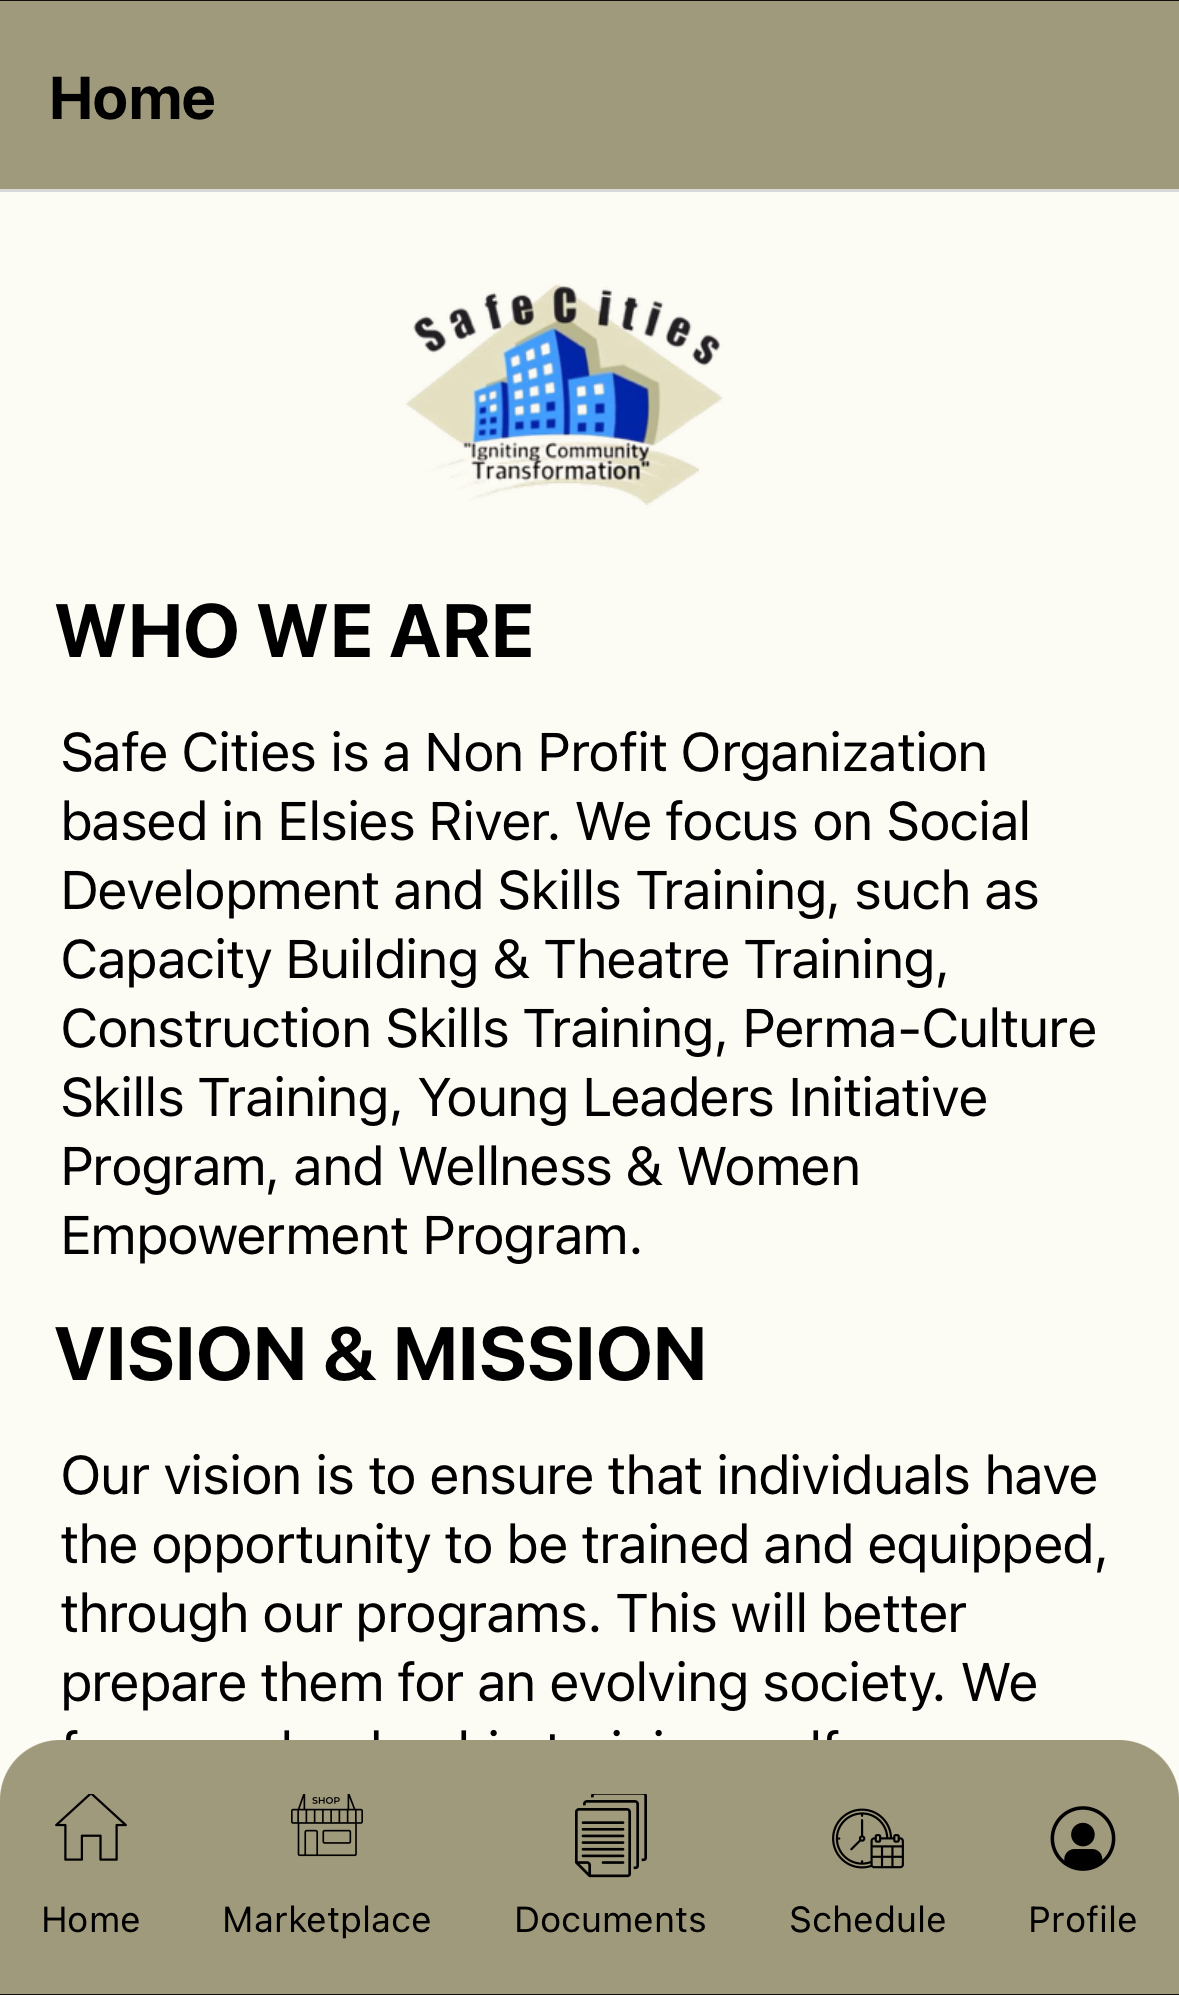 Home
Safe Cities
"Igniting Community
Transformation"
WHO WE ARE
Safe Cities is a Non Profit Organization
based in Elsies River. We focus on Social
Development and Skills Training, such as
Capacity Building & Theatre Training,
Construction Skills Training, Perma-Culture
Skills Training, Young Leaders Initiative
Program, and Wellness & Women
Empowerment Program.
VISION & MISSION
Our vision is to ensure that individuals have
the opportunity to be trained and equipped,
through our programs. This will better
prepare them for an evolving society. We
SHOP
Home Marketplace Documents Schedule Profile